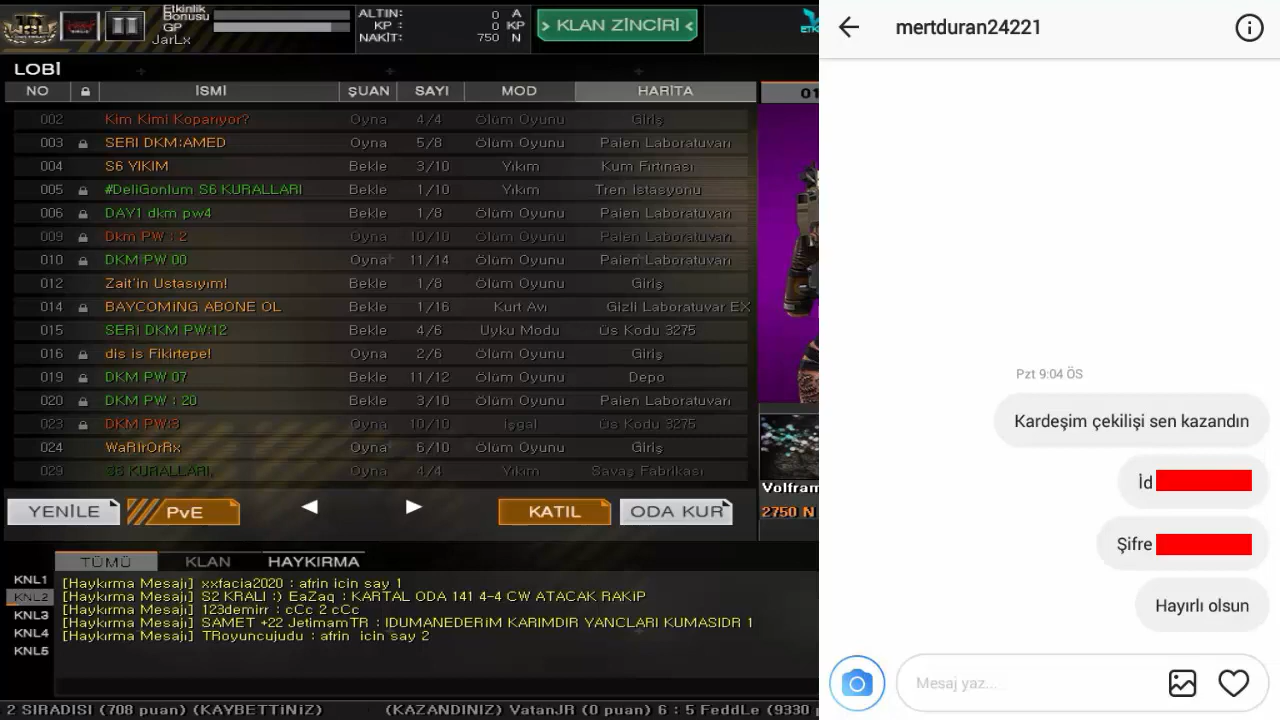 Etkinlik
Bonusu
GP
JarLx
ALTIN: 0 A
KP : 0 KP
NAKİT: 750 N
> KLAN ZİNCİRİ <
LOBİ
NO İSMİ ŞUAN SAYI MOD HARİTA
002 Kim Kimi Koparıyor? Oyna 4/4 Ölüm Oyunu Giriş
003 SERI DKM:AMED Oyna 5/8 Ölüm Oyunu Palen Laboratuvarı
004 S6 YIKIM Bekle 3/10 Yıkım Kum Fırtınası
005 #DeliGonlum S6 KURALLARI Bekle 1/10 Yıkım Tren İstasyonu
006 DAY1 dkm pw4 Bekle 1/8 Ölüm Oyunu Palen Laboratuvarı
009 Dkm PW : 2 Oyna 10/10 Ölüm Oyunu Palen Laboratuvarı
010 DKM PW 00 Oyna 11/14 Ölüm Oyunu Palen Laboratuvarı
012 Zait'in Ustasıyım! Bekle 1/8 Ölüm Oyunu Giriş
014 BAYCOMİNG ABONE OL Bekle 1/16 Kurt Avı Gizli Laboratuvar EX
015 SERİ DKM PW:12 Bekle 4/6 Uyku Modu Üs Kodu 3275
016 dis is Fikirtepe! Oyna 2/6 Ölüm Oyunu Giriş
019 DKM PW 07 Bekle 11/12 Ölüm Oyunu Depo
020 DKM PW : 20 Bekle 3/10 Ölüm Oyunu Palen Laboratuvarı
023 DKM PW:3 Oyna 10/10 İşgal Üs Kodu 3275
024 WaRIrOrRx Oyna 6/10 Ölüm Oyunu Giriş
029 S6 KURALLARI, Oyna 4/4 Yıkım Savaş Fabrikası
YENİLE PvE KATIL ODA KUR
Volfram
2750 N
TÜMÜ KLAN HAYKIRMA
KNL1
KNL2
KNL3
KNL4
KNL5
[Haykırma Mesajı] xxfacia2020 : afrin icin say 1
[Haykırma Mesajı] S2 KRALI :) EaZaq : KARTAL ODA 141 4-4 CW ATACAK RAKİP
[Haykırma Mesajı] 123demirr : cCc 2 cCc
[Haykırma Mesajı] SAMET +22 JetimamTR : IDUMANEDERİM KARIMDIR YANCLARI KUMASIDR 1
[Haykırma Mesajı] TRoyuncujudu : afrin icin say 2
2 SIRADISI (708 puan) (KAYBETTİNİZ) (KAZANDINIZ) VatanJR (0 puan) 6 : 5 FeddLe (9330
mertduran24221
Pzt 9:04 ÖS
Kardeşim çekilişi sen kazandın
İd
Şifre
Hayırlı olsun
Mesaj yaz...